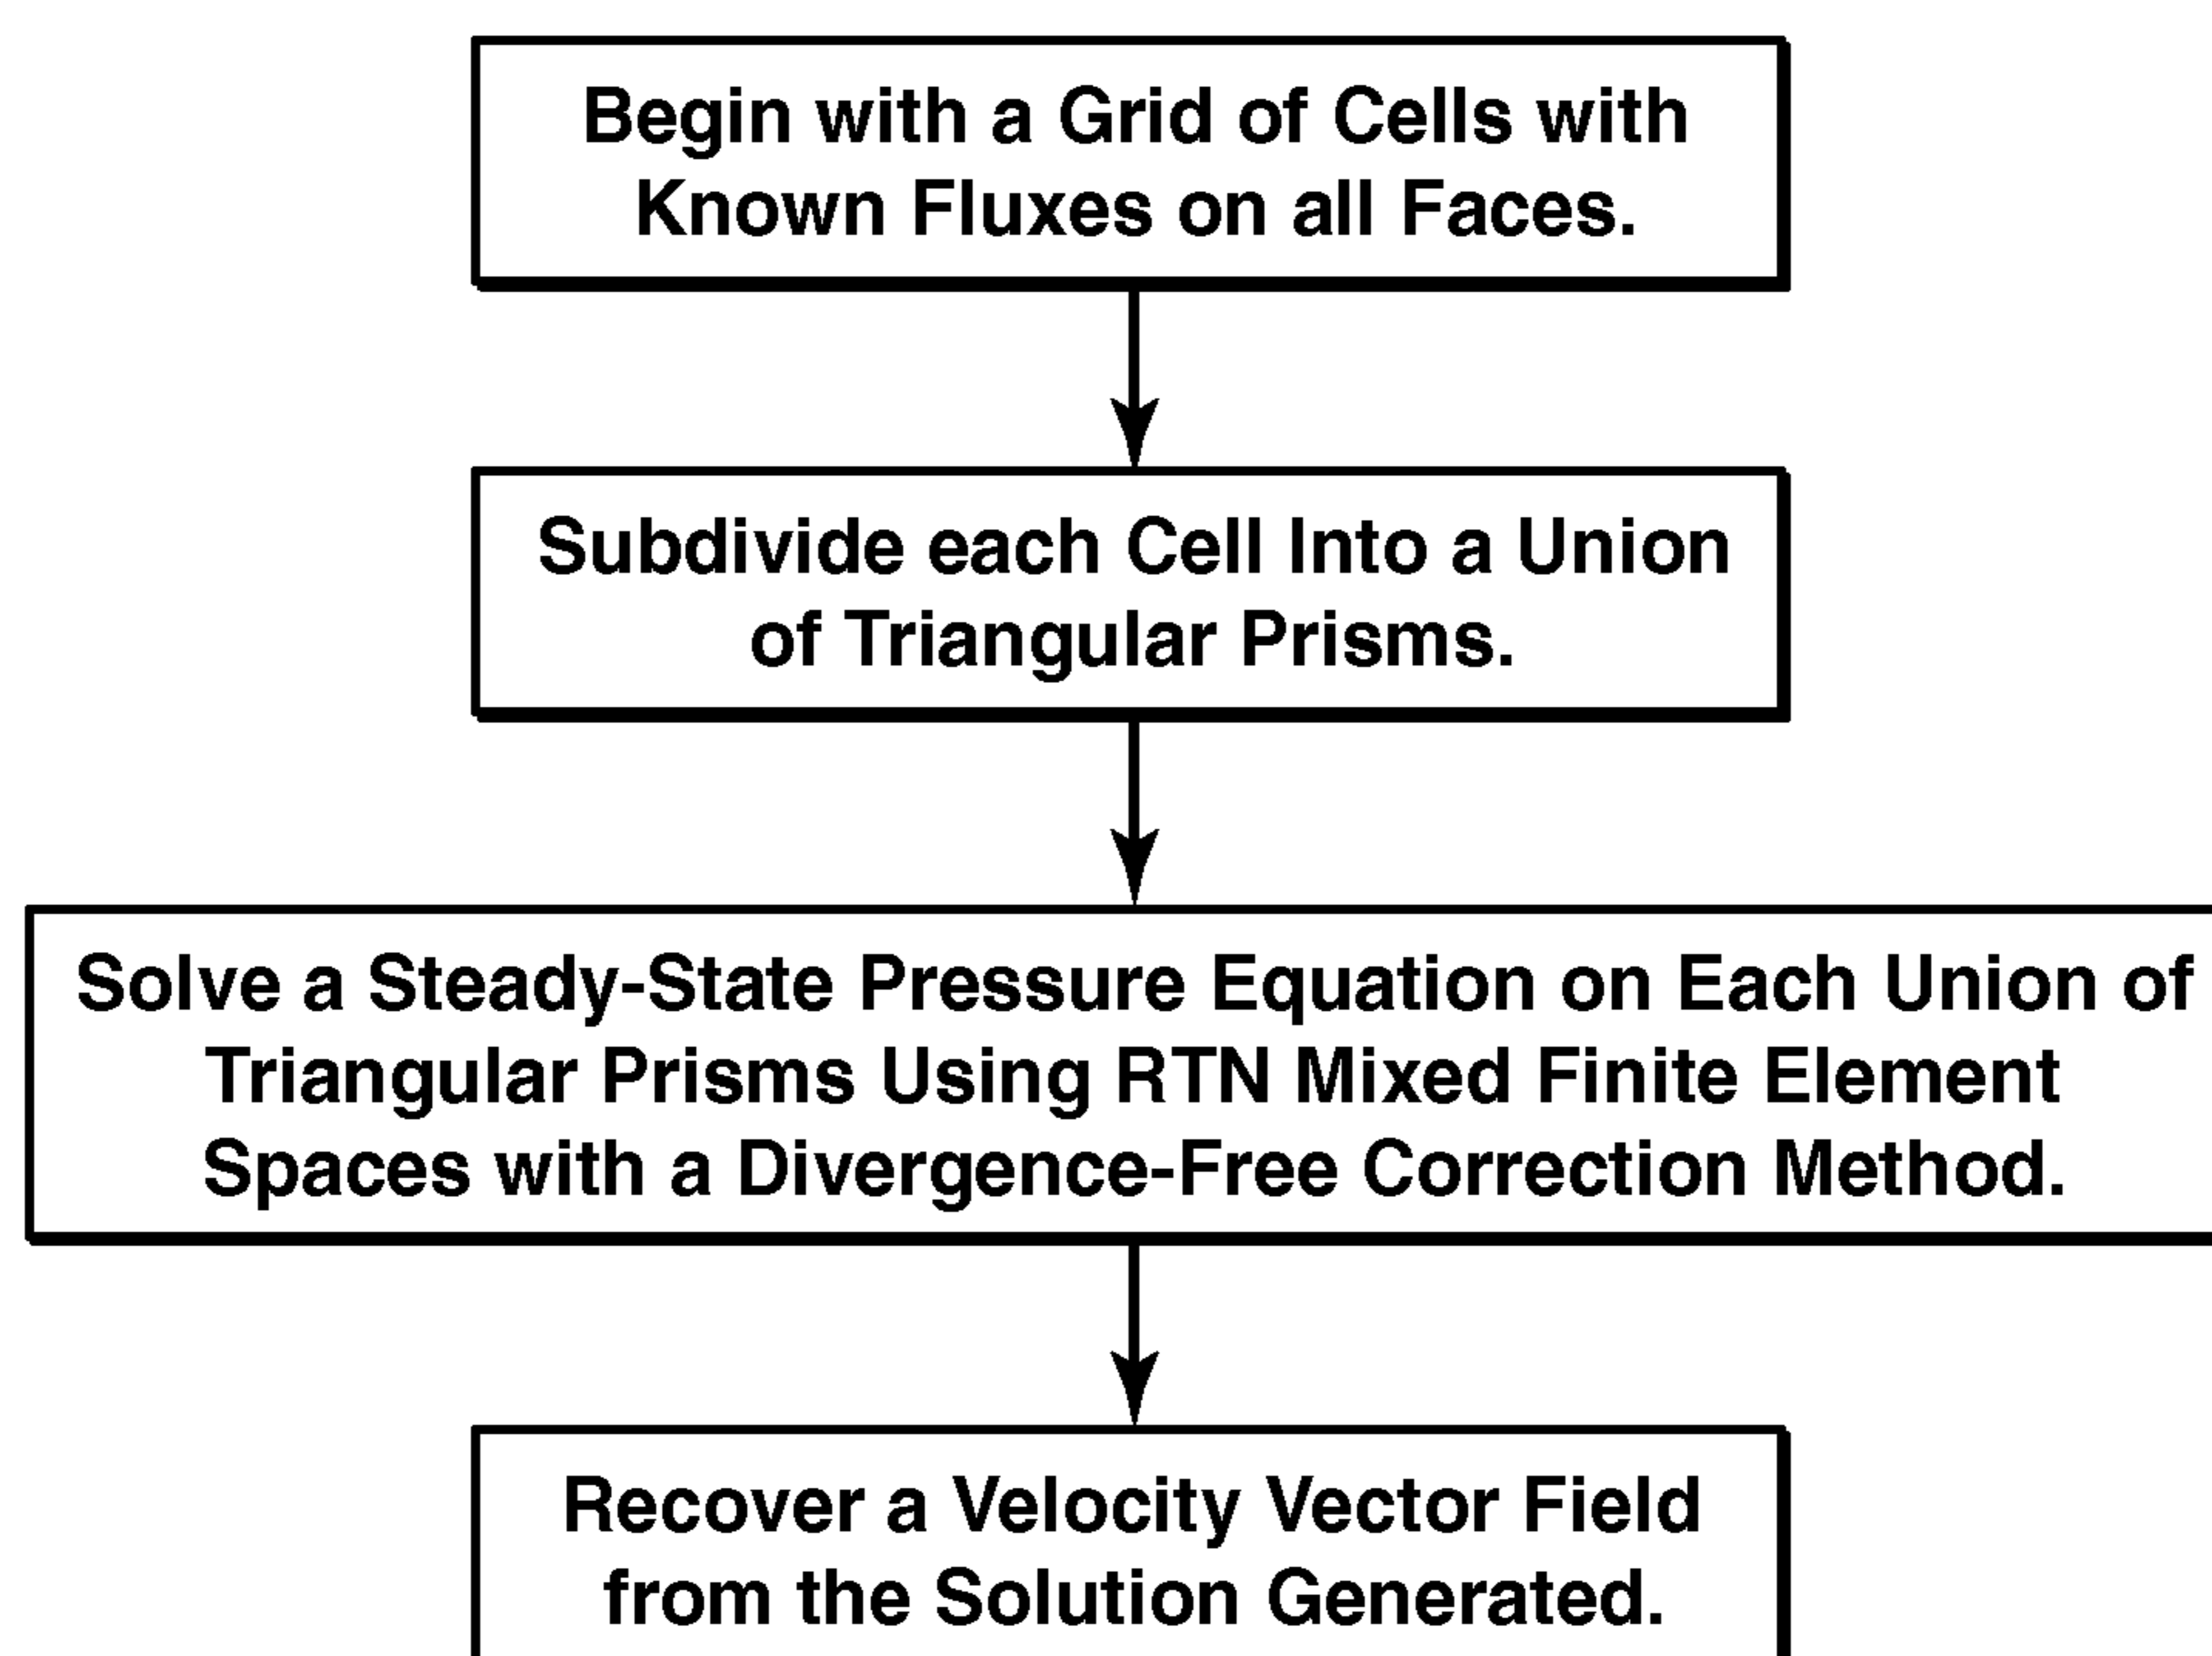 Begin with a Grid of Cells with
Known Fluxes on all Faces.
Subdivide each Cell Into a Union
of Triangular Prisms.
Solve a Steady-State Pressure Equation on Each Union of
Triangular Prisms Using RTN Mixed Finite Element
Spaces with a Divergence-Free Correction Method.
Recover a Velocity Vector Field
from the Solution Generated.